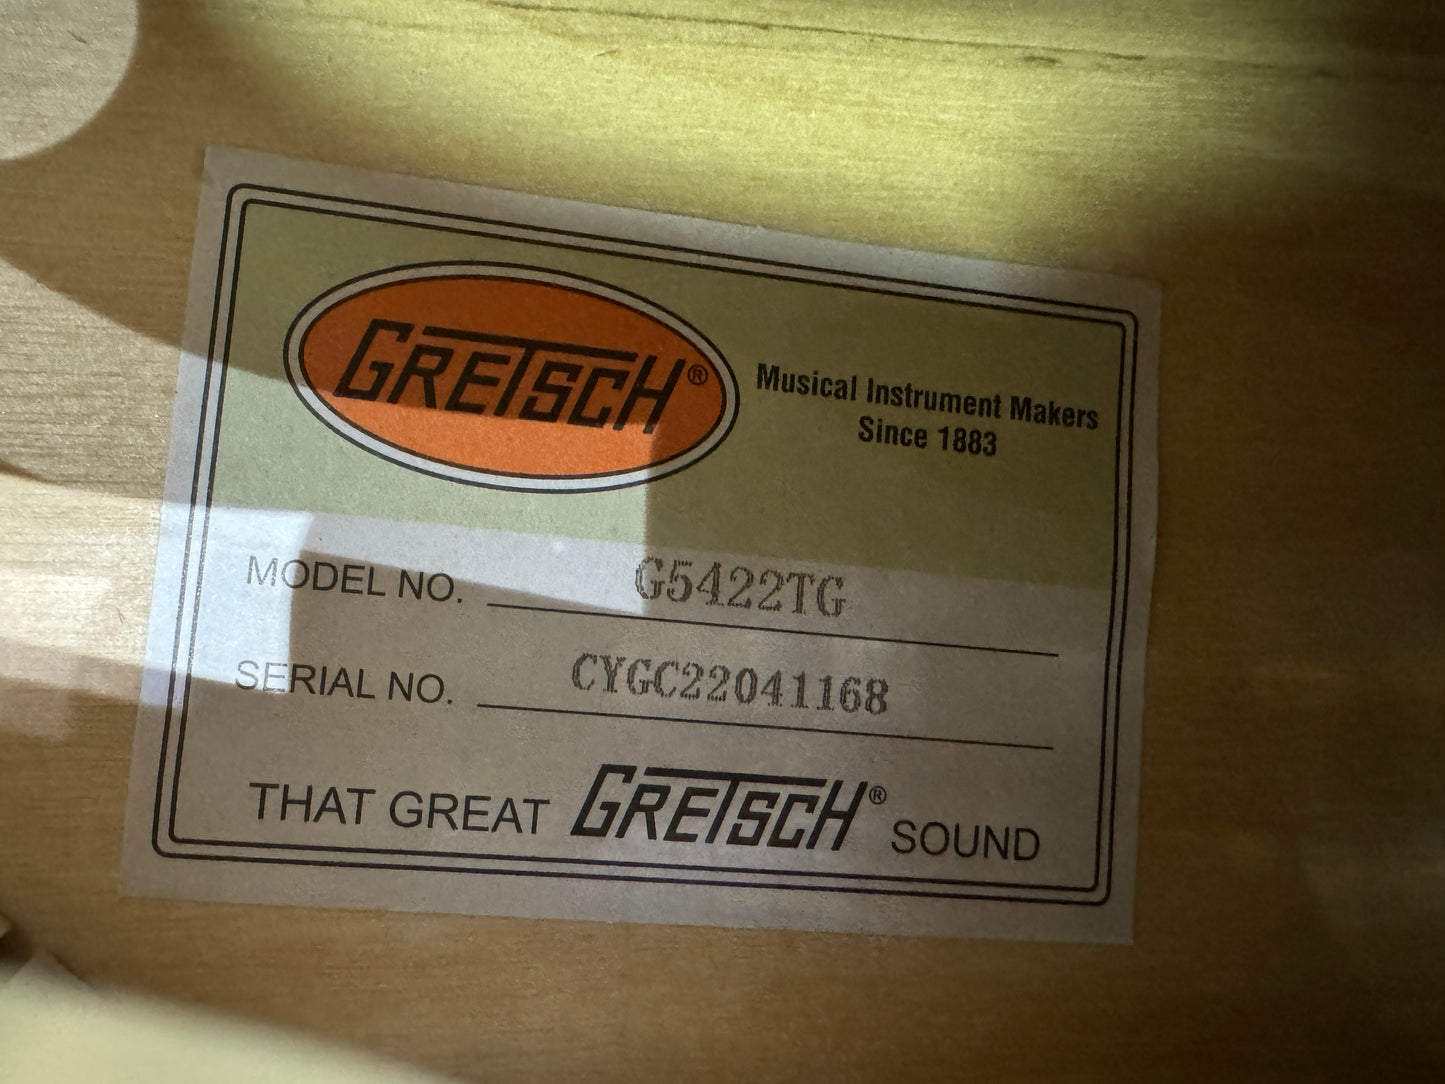 GRETSCH®
Musical Instrument Makers
Since 1883
MODEL NO. G5422TG
SERIAL NO. CYGC22041168
THAT GREAT GRETSCH® SOUND